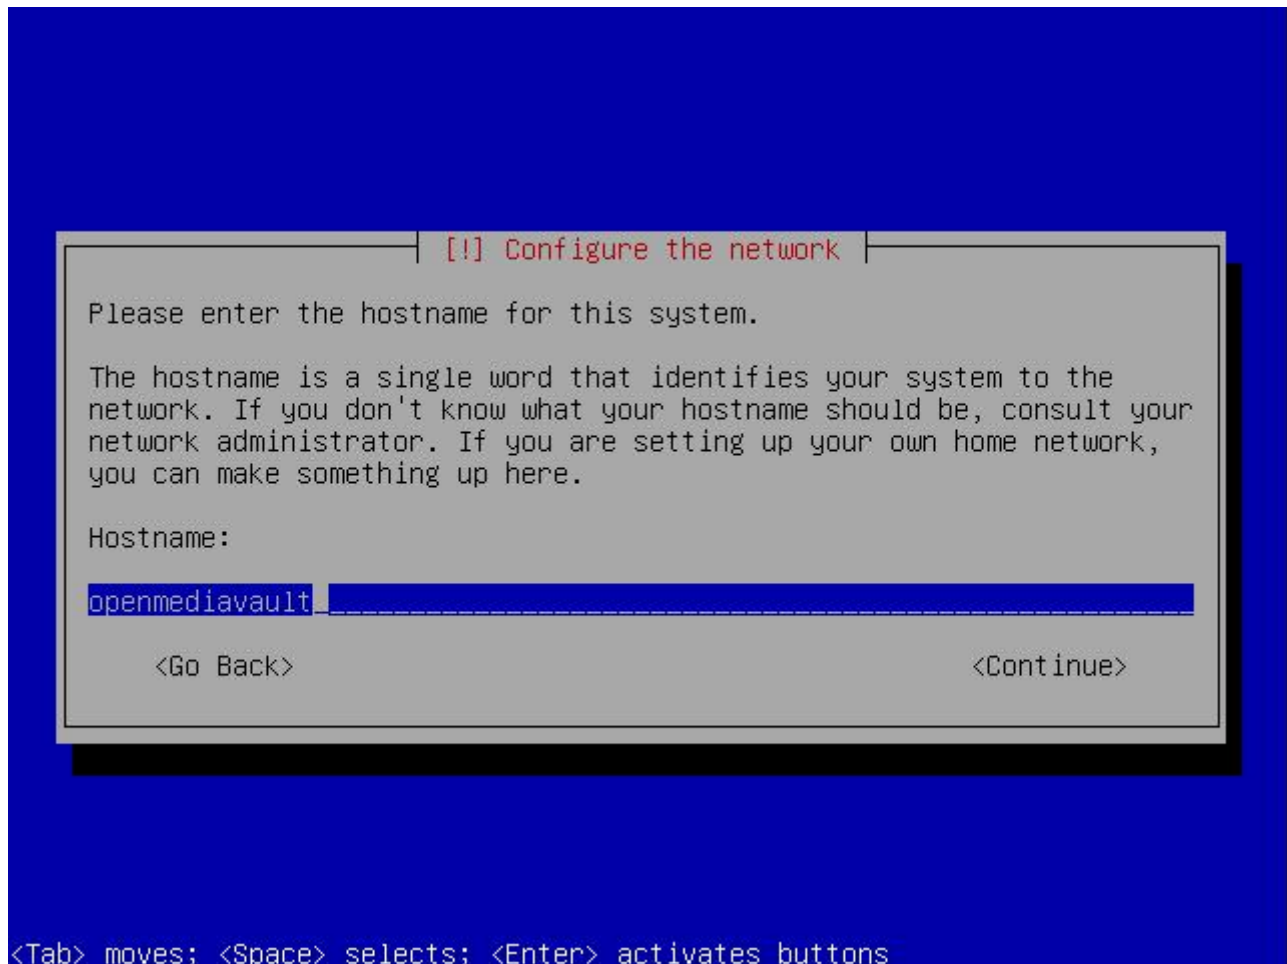 [!] Configure the network
Please enter the hostname for this system.
The hostname is a single word that identifies your system to the
network. If you don't know what your hostname should be, consult your
network administrator. If you are setting up your own home network,
you can make something up here.
Hostname:
openmediavault
<Go Back> <Continue>
<Tab> moves; <Space> selects; <Enter> activates buttons